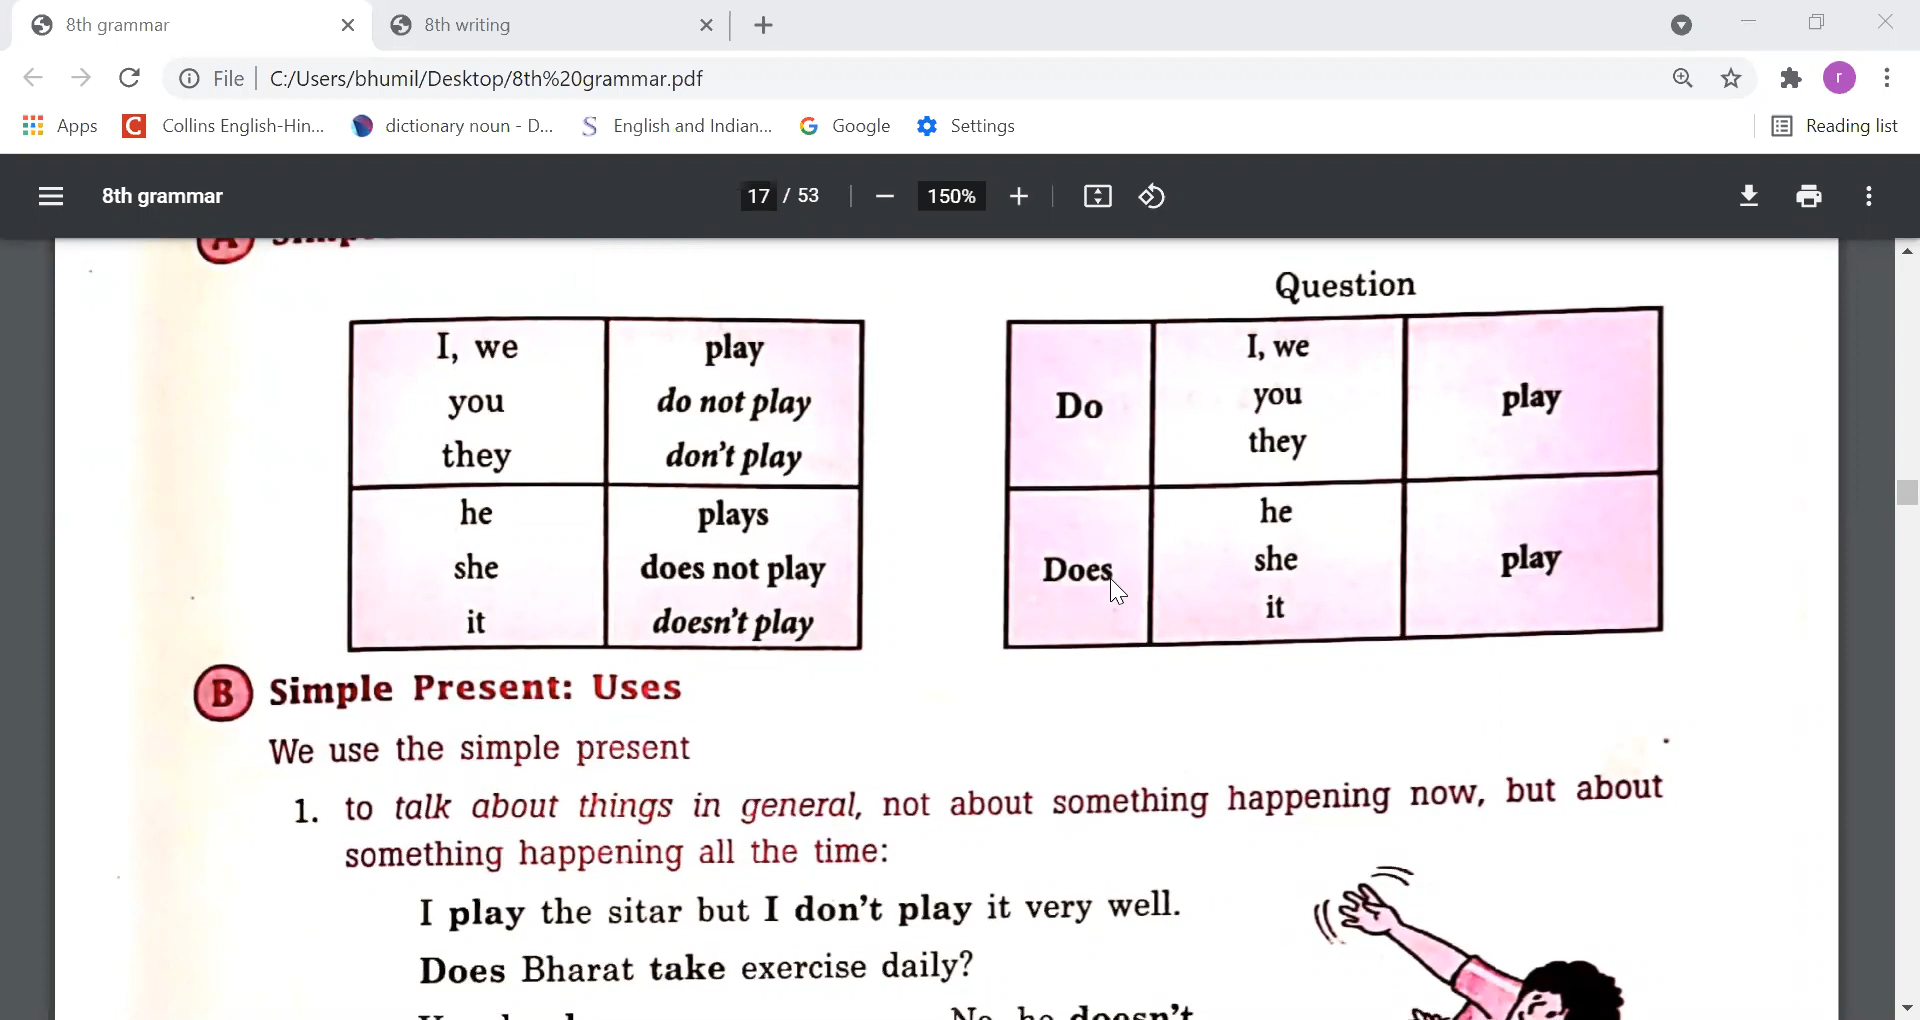 8th grammar
8th writing
File
C:/Users/bhumil/Desktop/8th%20grammar.pdf
r
Apps
Collins English-Hin...
dictionary noun - D...
English and Indian...
Google
Settings
Reading list
8th grammar
17 / 53
150%
A
Question
I, we play
you do not play
they don't play
he plays
she does not play
it doesn't play
Do
I, we
you
they
play
Does
he
she
it
play
B Simple Present: Uses
We use the simple present
1. to talk about things in general, not about something happening now, but about
something happening all the time:
I play the sitar but I don't play it very well.
Does Bharat take exercise daily?
No, he doesn't